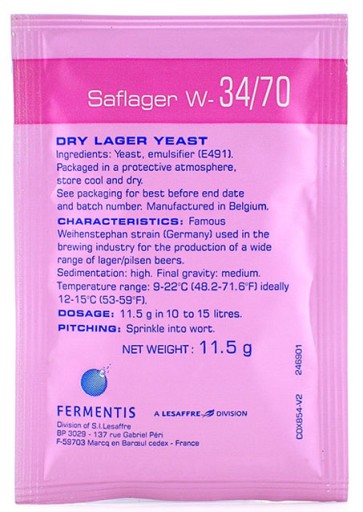 Saflager W- 34/70
DRY LAGER YEAST
Ingredients: Yeast, emulsifier (E491).
Packaged in a protective atmosphere,
store cool and dry.
See packaging for best before end date
and batch number. Manufactured in Belgium.
CHARACTERISTICS: Famous
Weihenstephan strain (Germany) used in the
brewing industry for the production of a wide
range of lager/pilsen beers.
Sedimentation: high. Final gravity: medium.
Temperature range: 9-22°C (48.2-71.6°F) ideally
12-15°C (53-59°F).
DOSAGE: 11.5 g in 10 to 15 litres.
PITCHING: Sprinkle into wort.
NET WEIGHT: 11.5 g
FERMENTIS
A LESAFFRE DIVISION
Division of S.I.Lesaffre
BP 3029 - 137 rue Gabriel Péri
F-59703 Marcq en Barœul cedex - France
CDX854-V2 246901